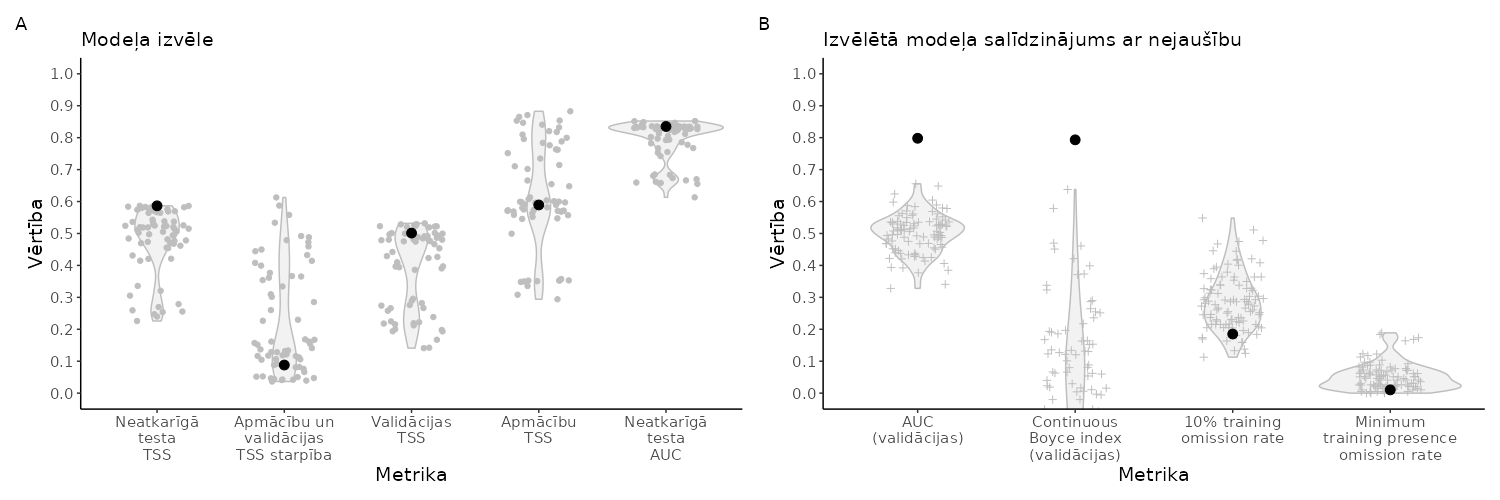 A
Modeļa izvēle
Vērtība
1.0
0.9
0.8
0.7
0.6
0.5
0.4
0.3
0.2
0.1
0.0
Neatkarīgā
testa
TSS
Apmācību un
validācijas
TSS starpība
Validācijas
TSS
Apmācību
TSS
Neatkarīgā
testa
AUC
Metrika
B
Izvēlētā modeļa salīdzinājums ar nejaušību
Vērtība
1.0
0.9
0.8
0.7
0.6
0.5
0.4
0.3
0.2
0.1
0.0
AUC
(validācijas)
Continuous
Boyce index
(validācijas)
10% training
omission rate
Minimum
training presence
omission rate
Metrika